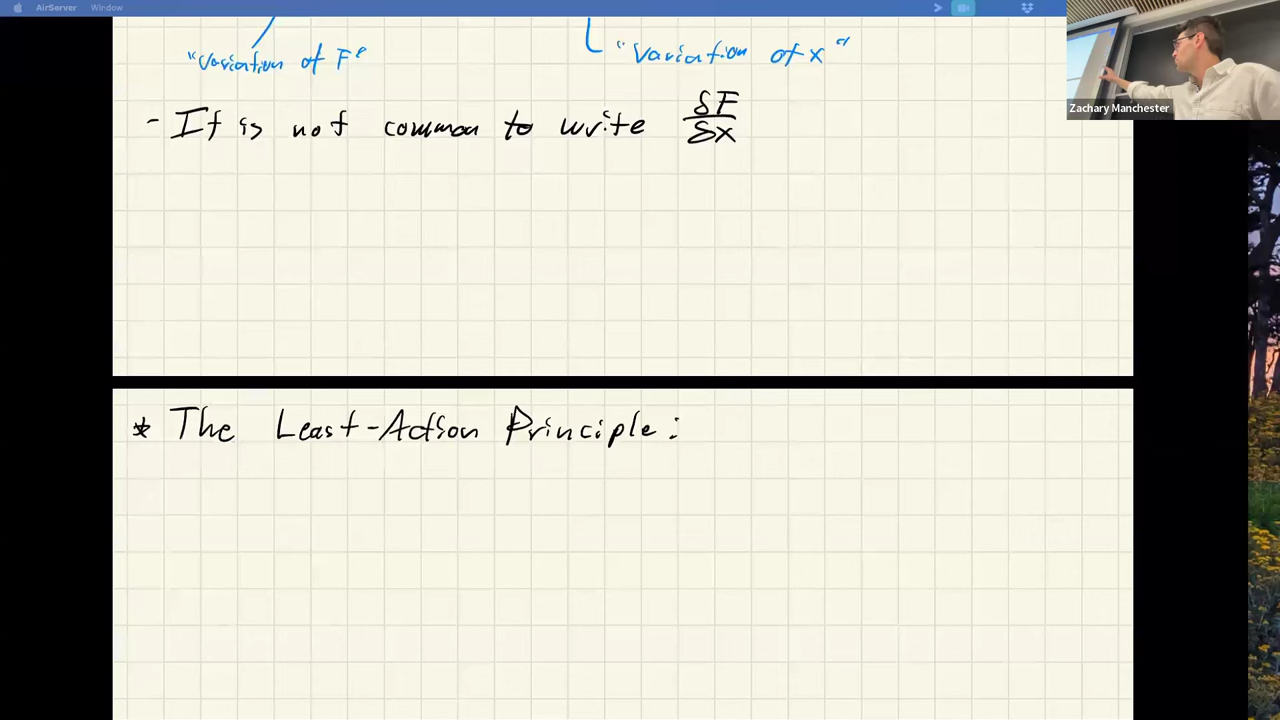 AirServer Window
"Variation of F" "Variation of x"
- It is not common to write δF/δx
Zachary Manchester
* The Least-Action Principle: